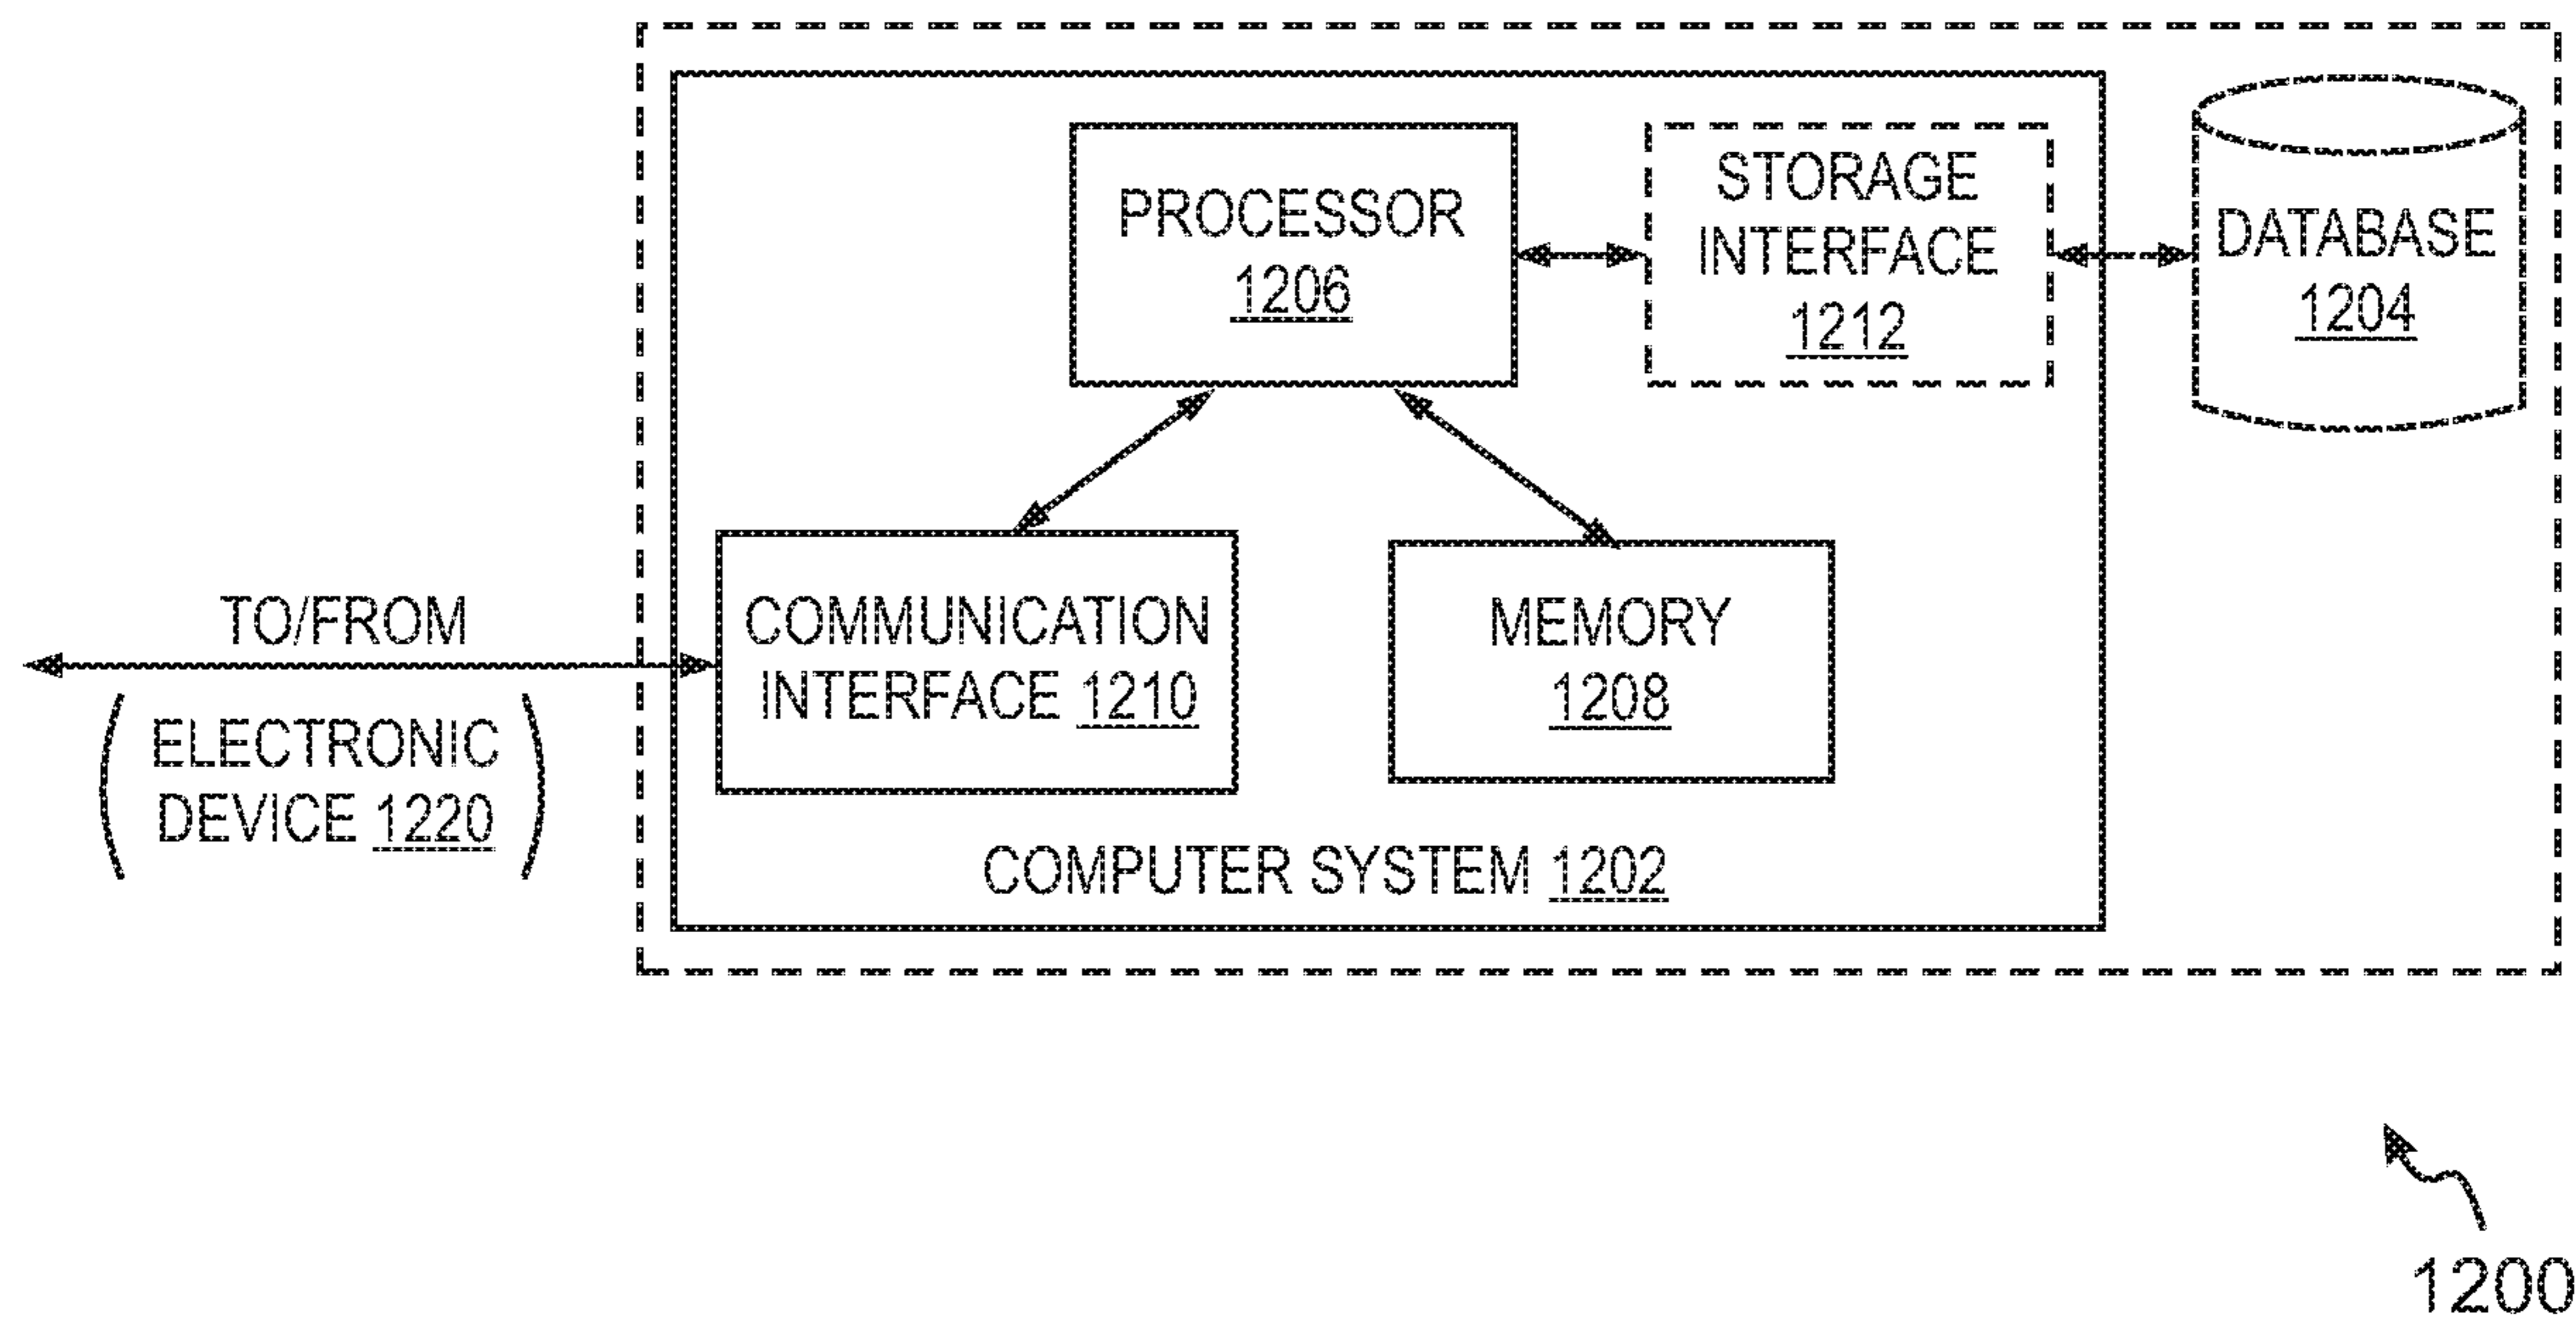 PROCESSOR
1206
STORAGE
INTERFACE
1212
DATABASE
1204
TO/FROM
ELECTRONIC
DEVICE 1220
COMMUNICATION
INTERFACE 1210
MEMORY
1208
COMPUTER SYSTEM 1202
1200